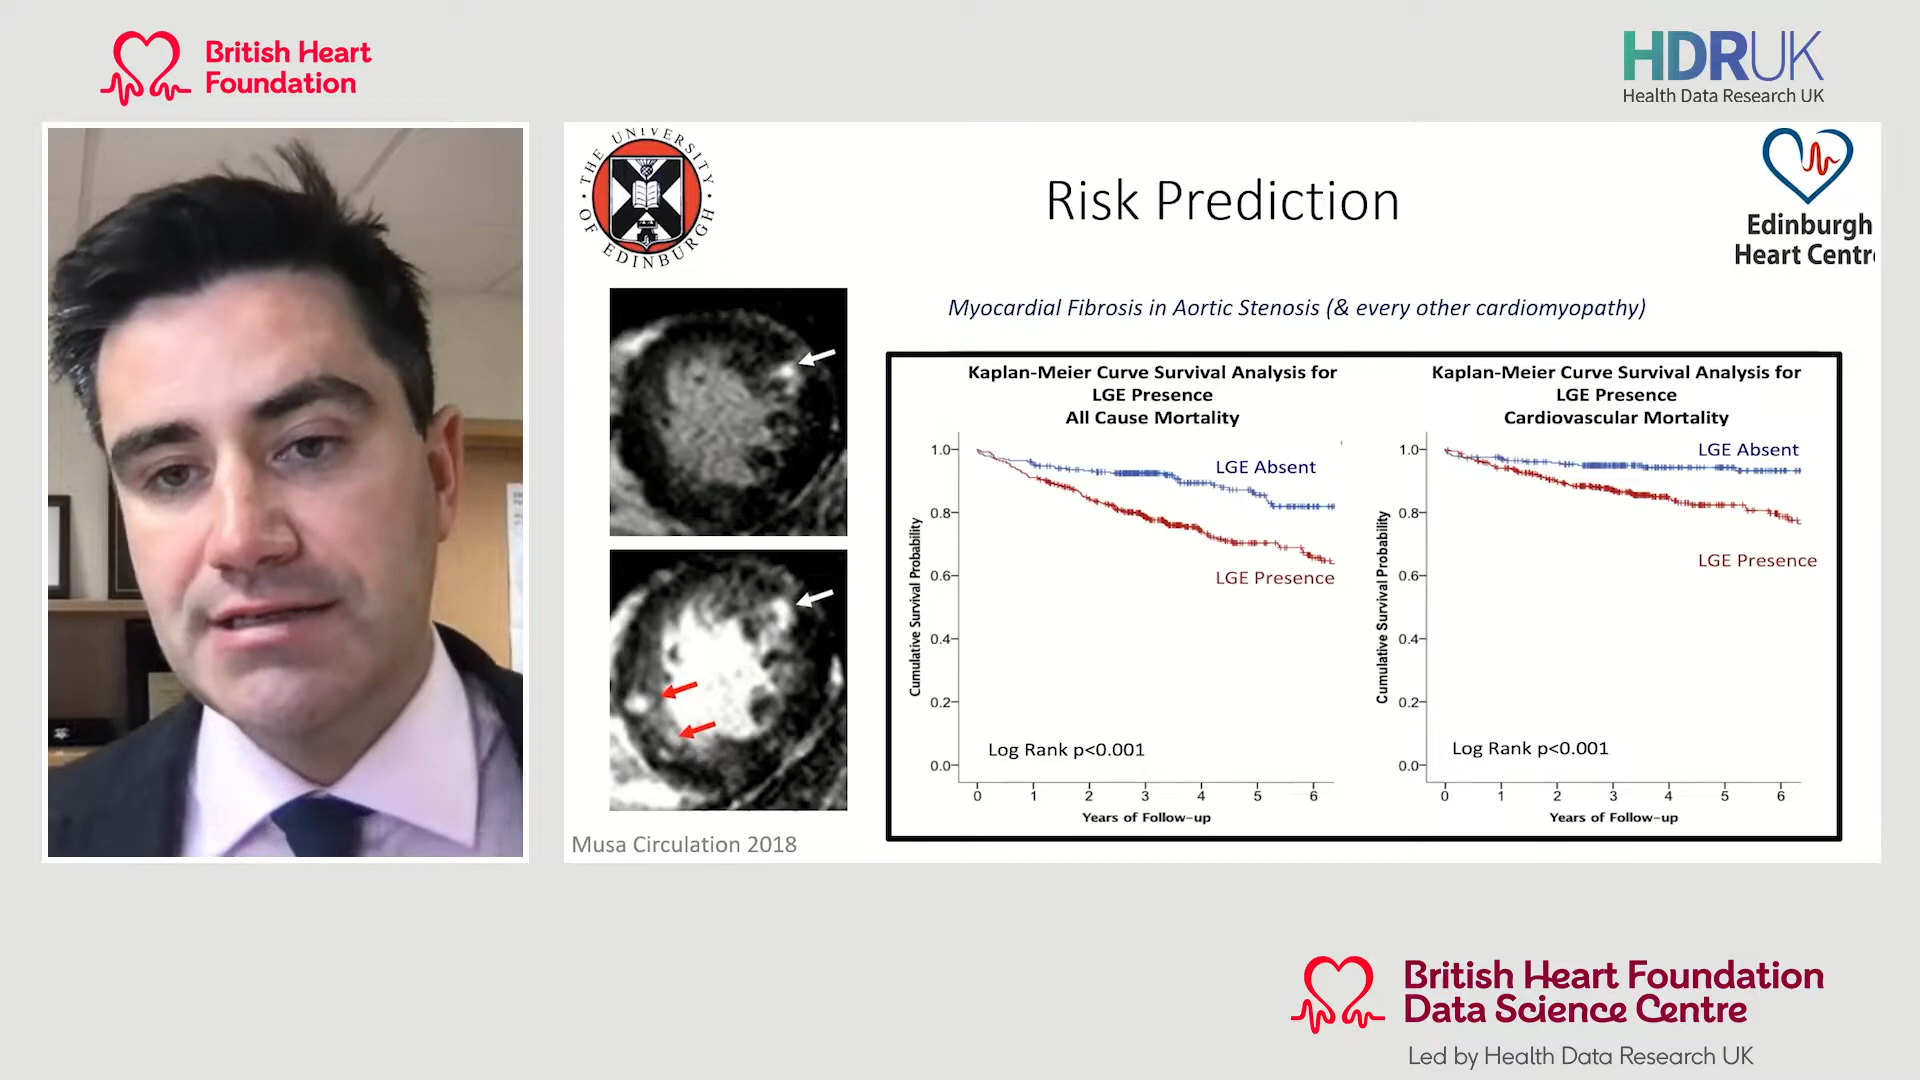 British Heart
Foundation
HDRUK
Health Data Research UK
THE UNIVERSITY
OF EDINBURGH
Risk Prediction
Edinburgh
Heart Centr
Myocardial Fibrosis in Aortic Stenosis (& every other cardiomyopathy)
Kaplan-Meier Curve Survival Analysis for
LGE Presence
All Cause Mortality
Cumulative Survival Probability
1.0
0.8
0.6
0.4
0.2
0.0
LGE Absent
LGE Presence
Log Rank p<0.001
0 1 2 3 4 5 6
Years of Follow-up
Kaplan-Meier Curve Survival Analysis for
LGE Presence
Cardiovascular Mortality
Cumulative Survival Probability
1.0
0.8
0.6
0.4
0.2
0.0
LGE Absent
LGE Presence
Log Rank p<0.001
0 1 2 3 4 5 6
Years of Follow-up
Musa Circulation 2018
British Heart Foundation
Data Science Centre
Led by Health Data Research UK